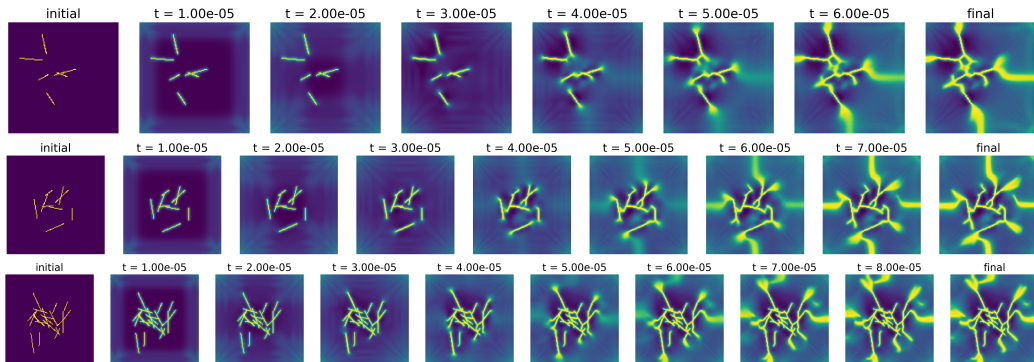 initial t = 1.00e-05 t = 2.00e-05 t = 3.00e-05 t = 4.00e-05 t = 5.00e-05 t = 6.00e-05 final
initial t = 1.00e-05 t = 2.00e-05 t = 3.00e-05 t = 4.00e-05 t = 5.00e-05 t = 6.00e-05 t = 7.00e-05 final
initial t = 1.00e-05 t = 2.00e-05 t = 3.00e-05 t = 4.00e-05 t = 5.00e-05 t = 6.00e-05 t = 7.00e-05 t = 8.00e-05 final